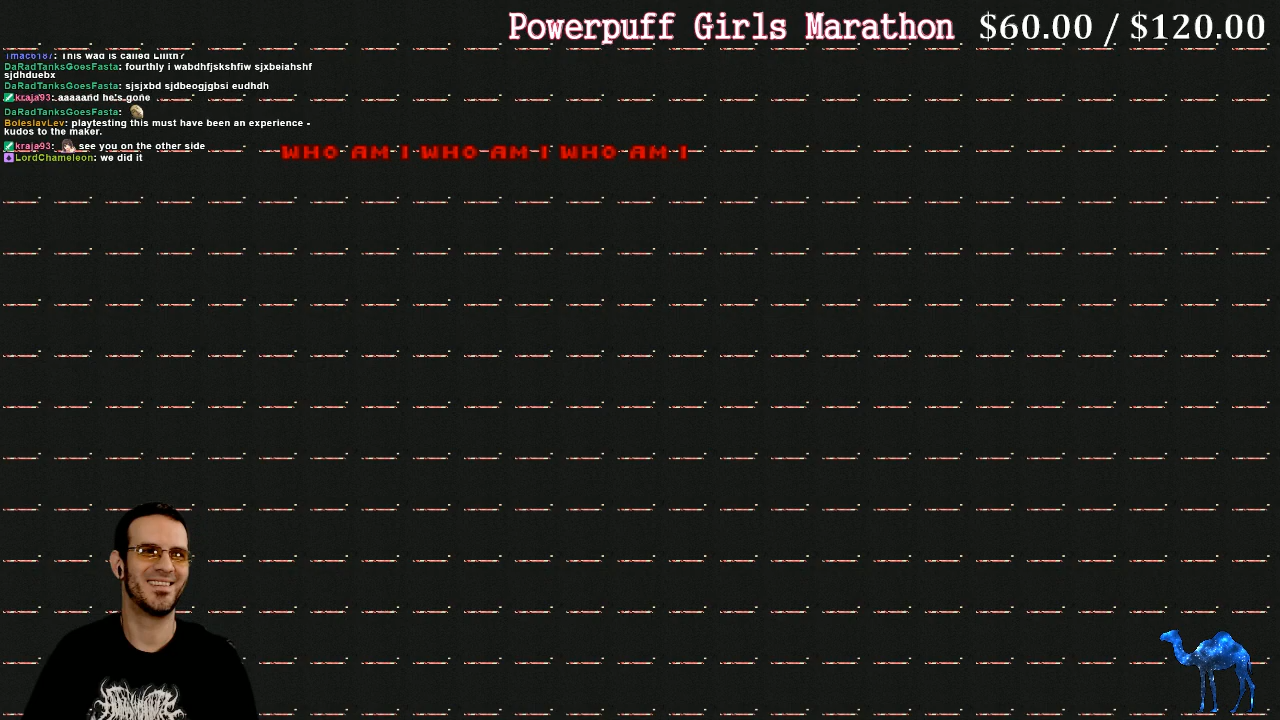 Powerpuff Girls Marathon $60.00 / $120.00
Tmac6187: This wad is called Lilith?
DaRadTanksGoesFasta: fourthly i wabdhfjskshfiw sjxbeiahshf
sjdhduebx
DaRadTanksGoesFasta: sjsjxbd sjdbeogjgbsi eudhdh
kraja93: aaaaand he's gone
DaRadTanksGoesFasta:
BoleslavLev: playtesting this must have been an experience -
kudos to the maker.
kraja93: see you on the other side
LordChameleon: we did it
WHO AM I WHO AM I WHO AM I